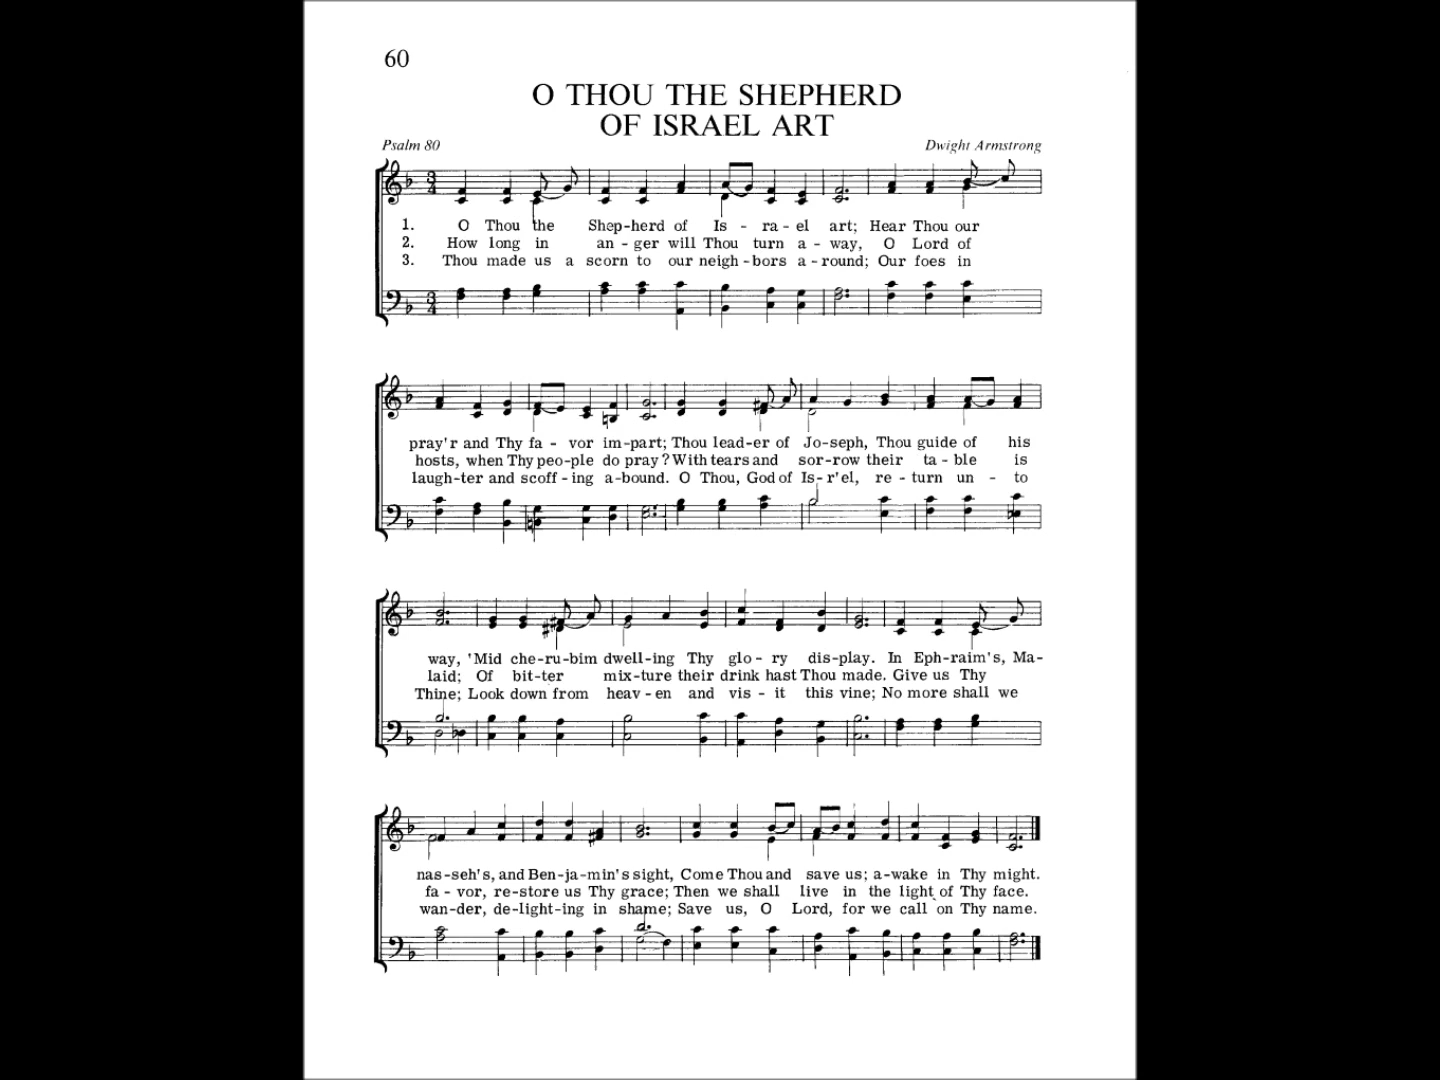 60
O THOU THE SHEPHERD
OF ISRAEL ART
Psalm 80 Dwight Armstrong
1. O Thou the Shep-herd of Is - ra - el art; Hear Thou our
2. How long in an - ger will Thou turn a - way, O Lord of
3. Thou made us a scorn to our neigh - bors a - round; Our foes in
pray'r and Thy fa - vor im-part; Thou lead-er of Jo-seph, Thou guide of his
hosts, when Thy peo-ple do pray? With tears and sor-row their ta - ble is
laugh-ter and scoff - ing a-bound. O Thou, God of Is-r'el, re - turn un - to
way, 'Mid che-ru-bim dwell-ing Thy glo - ry dis-play. In Eph-raim's, Ma-
laid; Of bit-ter mix-ture their drink hast Thou made. Give us Thy
Thine; Look down from heav - en and vis - it this vine; No more shall we
nas-seh's, and Ben-ja-min's sight, Come Thou and save us; a-wake in Thy might.
fa - vor, re-store us Thy grace; Then we shall live in the light of Thy face.
wan-der, de-light-ing in shame; Save us, O Lord, for we call on Thy name.